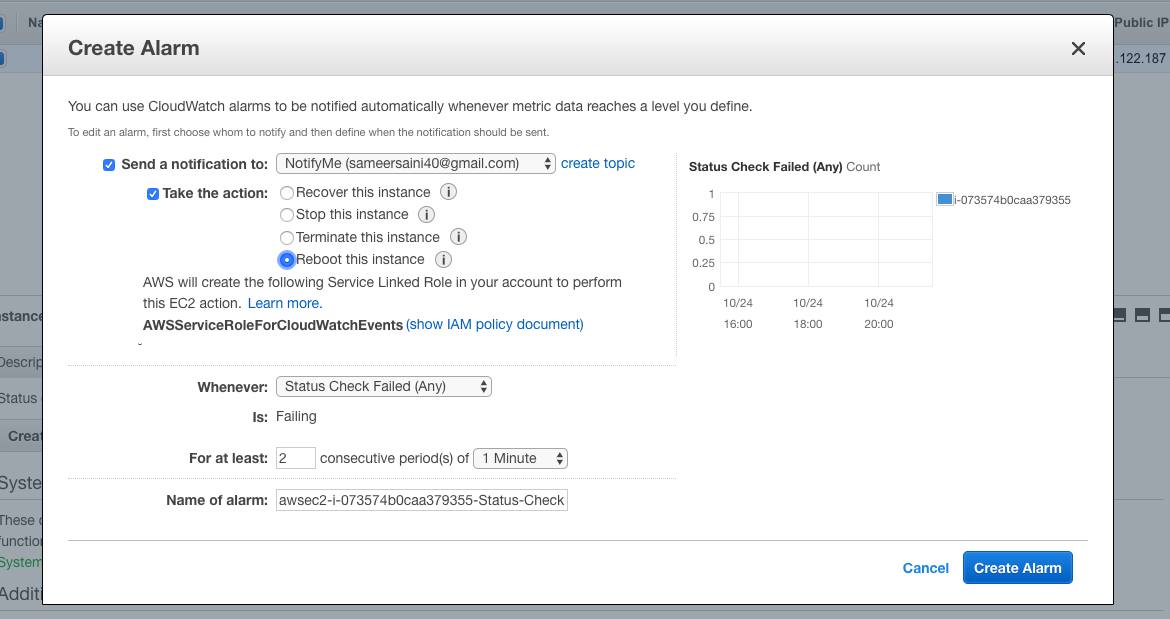 Create Alarm
Public IP
.122.187
You can use CloudWatch alarms to be notified automatically whenever metric data reaches a level you define.
To edit an alarm, first choose whom to notify and then define when the notification should be sent.
Send a notification to: NotifyMe (sameersaini40@gmail.com) create topic
Take the action: Recover this instance i
Stop this instance i
Terminate this instance i
Reboot this instance i
AWS will create the following Service Linked Role in your account to perform
this EC2 action. Learn more.
AWSServiceRoleForCloudWatchEvents (show IAM policy document)
Whenever: Status Check Failed (Any)
Is: Failing
For at least: 2 consecutive period(s) of 1 Minute
Name of alarm: awsec2-i-073574b0caa379355-Status-Check
Status Check Failed (Any) Count
1
0.75
0.5
0.25
0
10/24 10/24 10/24
16:00 18:00 20:00
i-073574b0caa379355
Cancel Create Alarm
Na
nstance
Descrip
Status
Creat
Syste
These
function
System
Additi